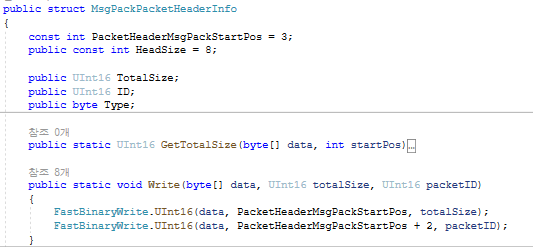 public struct MsgPackPacketHeaderInfo
{
const int PacketHeaderMsgPackStartPos = 3;
public const int HeadSize = 8;
public UInt16 TotalSize;
public UInt16 ID;
public byte Type;
참조 0개
public static UInt16 GetTotalSize(byte[] data, int startPos)...
참조 8개
public static void Write(byte[] data, UInt16 totalSize, UInt16 packetID)
{
FastBinaryWrite.UInt16(data, PacketHeaderMsgPackStartPos, totalSize);
FastBinaryWrite.UInt16(data, PacketHeaderMsgPackStartPos + 2, packetID);
}